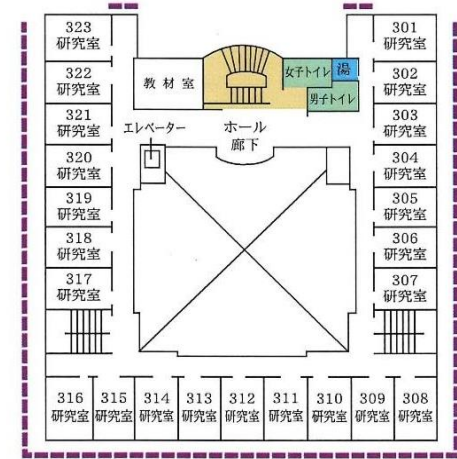 323
研究室
322
研究室
321
研究室
320
研究室
319
研究室
318
研究室
317
研究室
教材室
女子トイレ
湯
男子トイレ
エレベーター
ホール
廊下
301
研究室
302
研究室
303
研究室
304
研究室
305
研究室
306
研究室
307
研究室
316
研究室
315
研究室
314
研究室
313
研究室
312
研究室
311
研究室
310
研究室
309
研究室
308
研究室